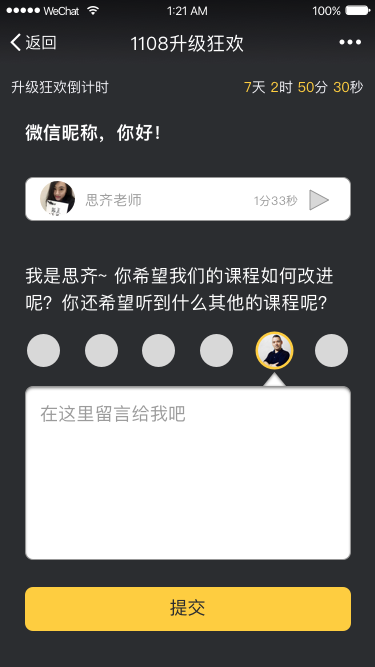 WeChat 1:21 AM 100%
返回 1108升级狂欢
升级狂欢倒计时 7天 2时 50分 30秒
微信昵称，你好！
思齐老师 1分33秒
我是思齐~ 你希望我们的课程如何改进
呢？你还希望听到什么其他的课程呢？
在这里留言给我吧
提交